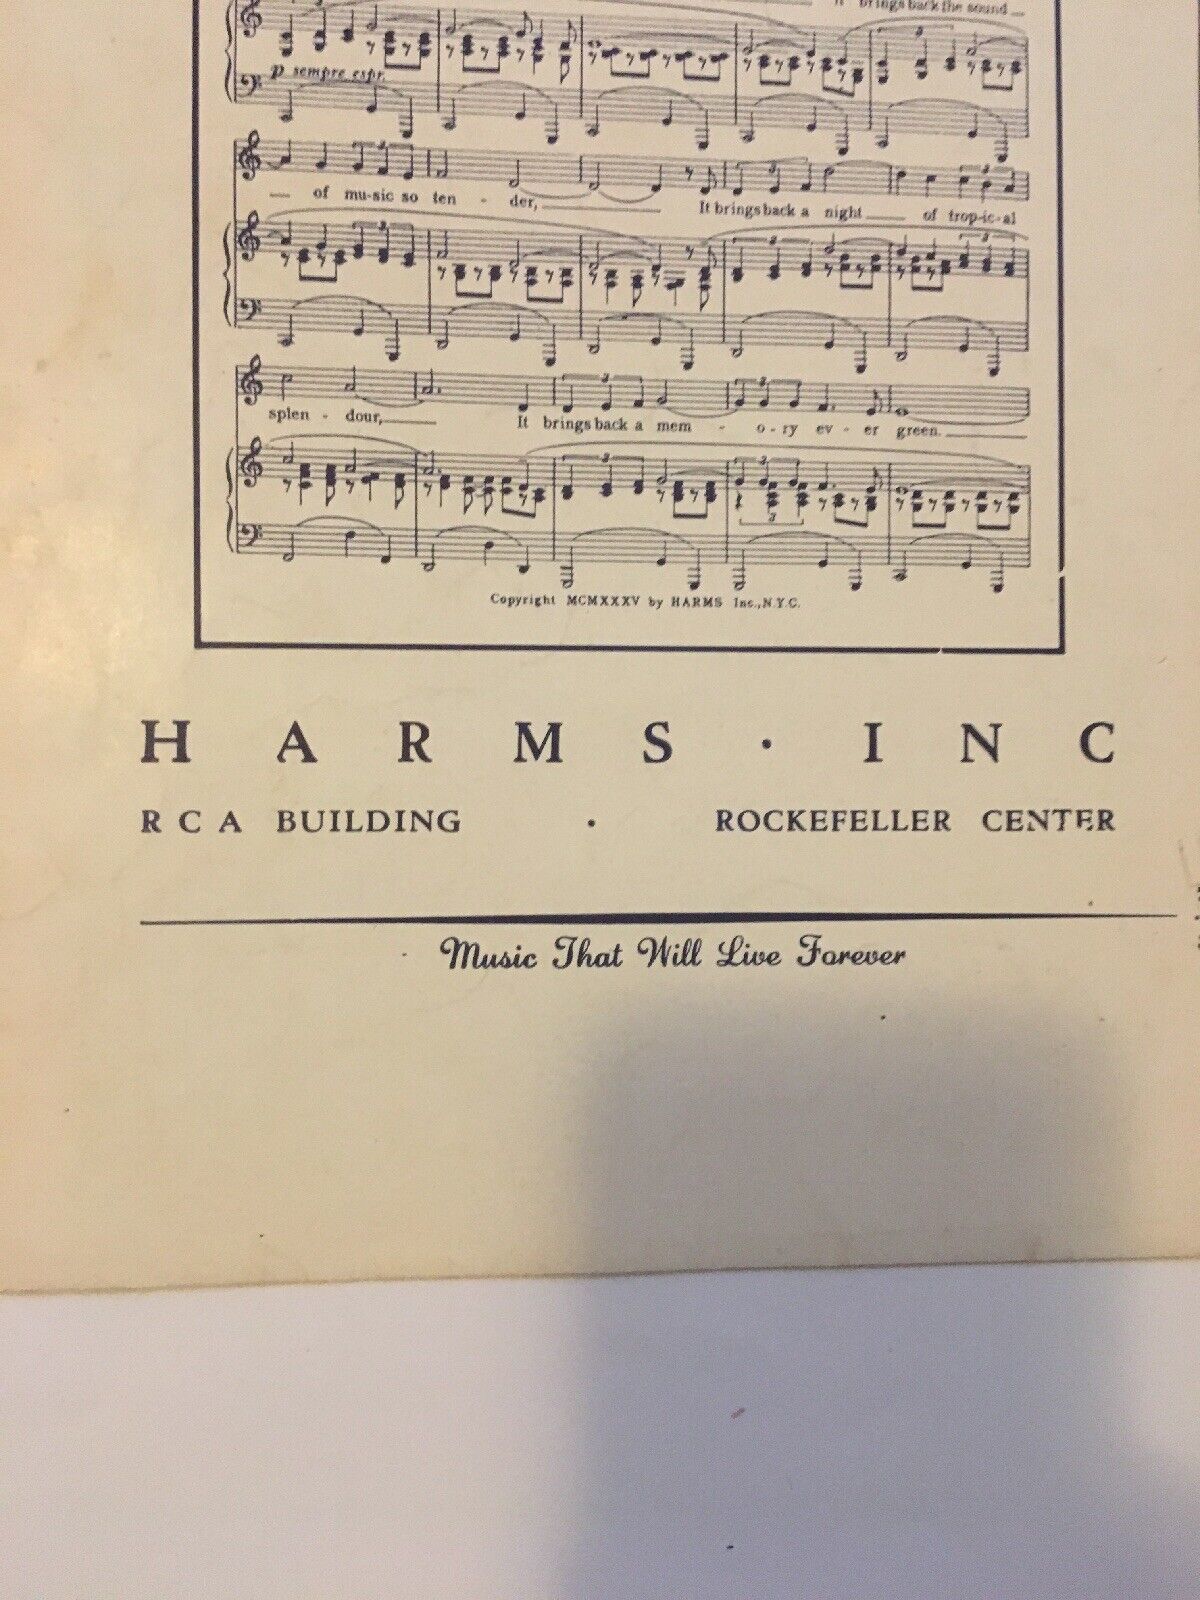 It brings back the sound
p sempre espr.
of mu-sic so ten - der, It brings back a night of trop-ic-al
splen - dour, It brings back a mem - o-ry ev-er green.
Copyright MCMXXXV by HARMS Inc., N.Y.C.
HARMS · INC
RCA BUILDING · ROCKEFELLER CENTER
Music That Will Live Forever